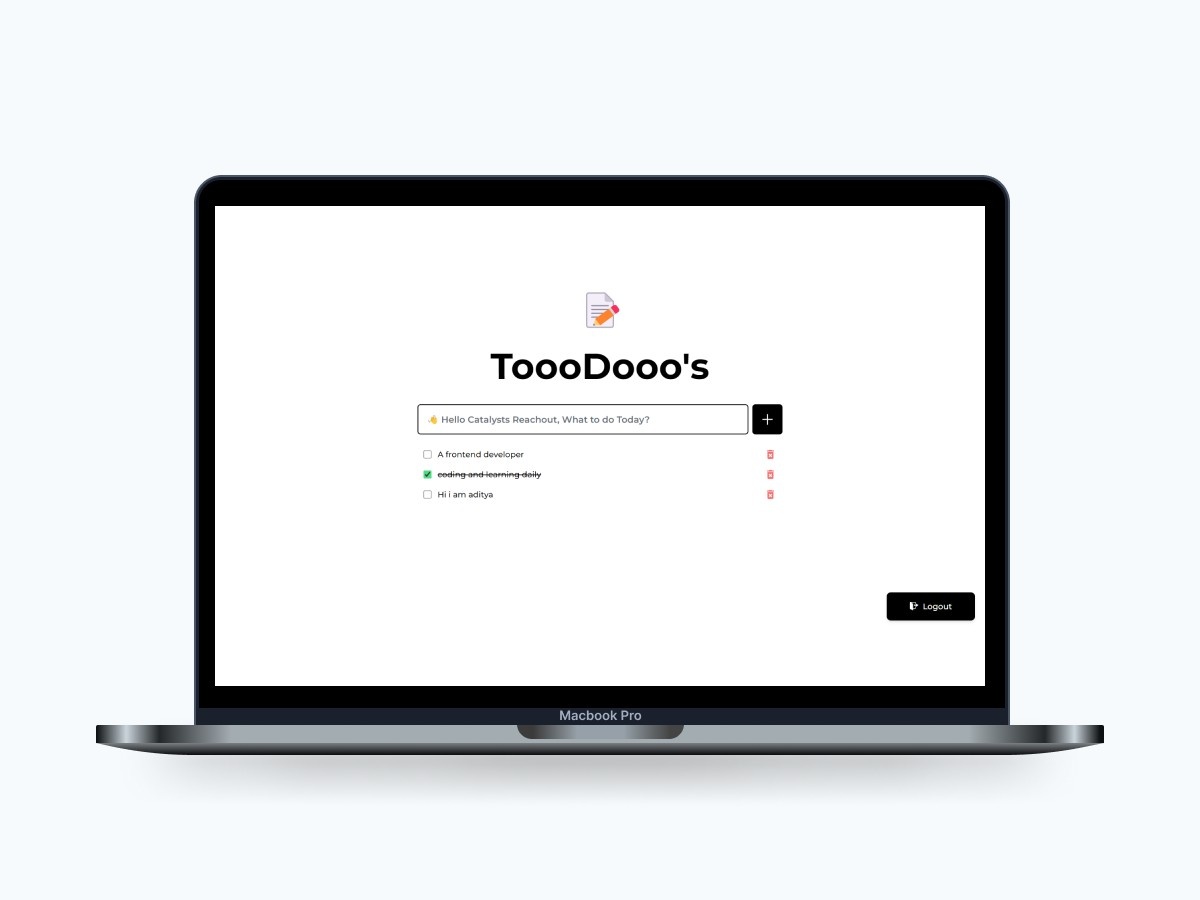 ToooDooo's
👋 Hello Catalysts Reachout, What to do Today?
A frontend developer
coding and learning daily
Hi i am aditya
Logout
Macbook Pro